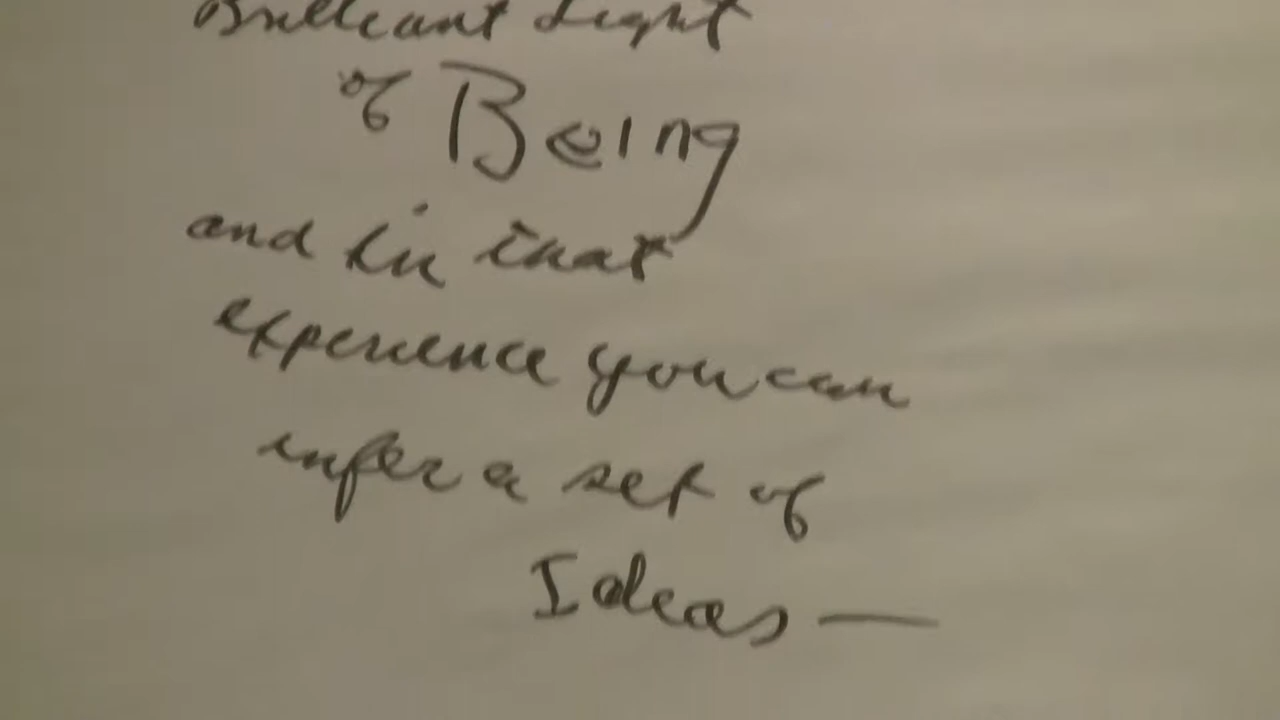 Brilliant Light
of Being
and in that
experience you can
infer a set of
Ideas —